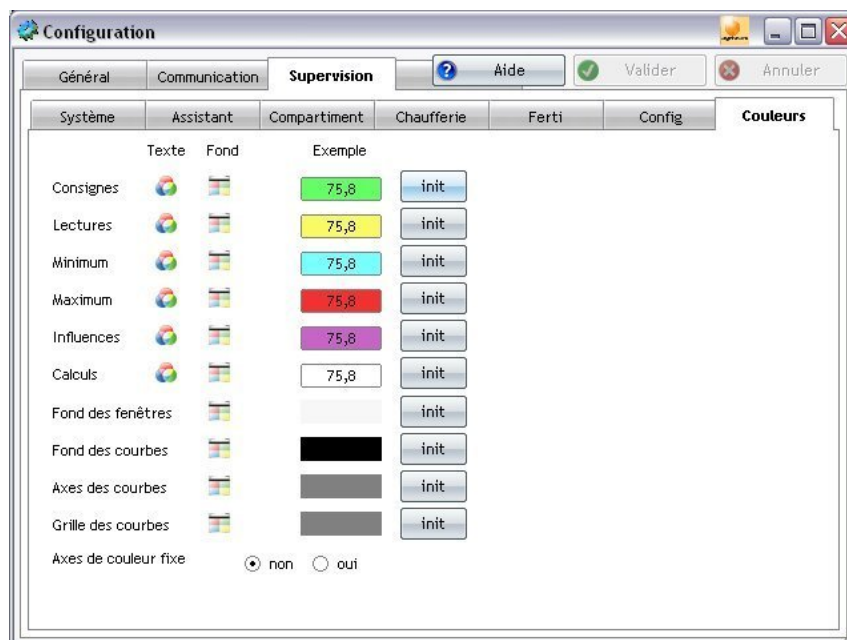 Configuration
Général Communication Supervision Aide Valider Annuler
Système Assistant Compartiment Chaufferie Ferti Config Couleurs
Texte Fond Exemple
Consignes 75,8 init
Lectures 75,8 init
Minimum 75,8 init
Maximum 75,8 init
Influences 75,8 init
Calculs 75,8 init
Fond des fenêtres init
Fond des courbes init
Axes des courbes init
Grille des courbes init
Axes de couleur fixe non oui